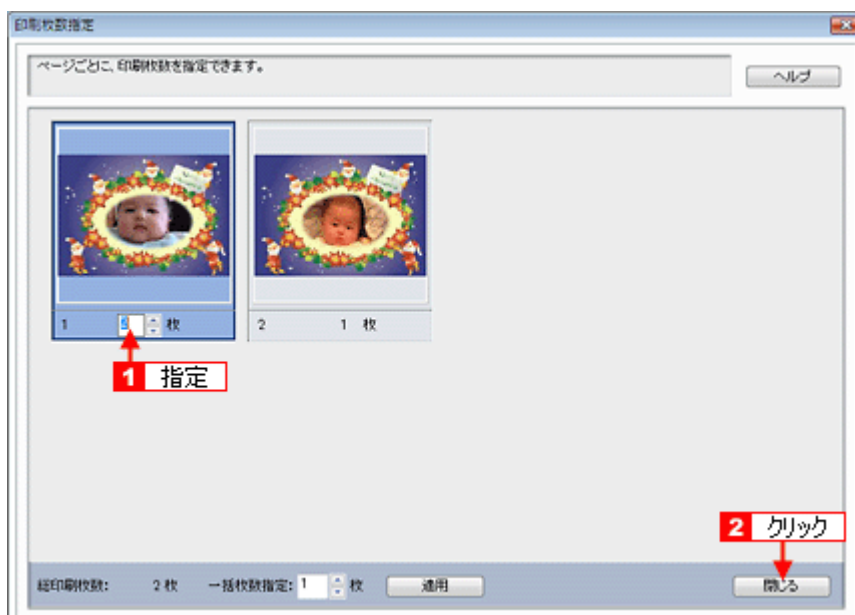 印刷枚数指定
ページごとに、印刷枚数を指定できます。
ヘルプ
1 枚
2 1 枚
1 指定
2 クリック
総印刷枚数: 2 枚 一括枚数指定: 1 枚 適用 閉じる